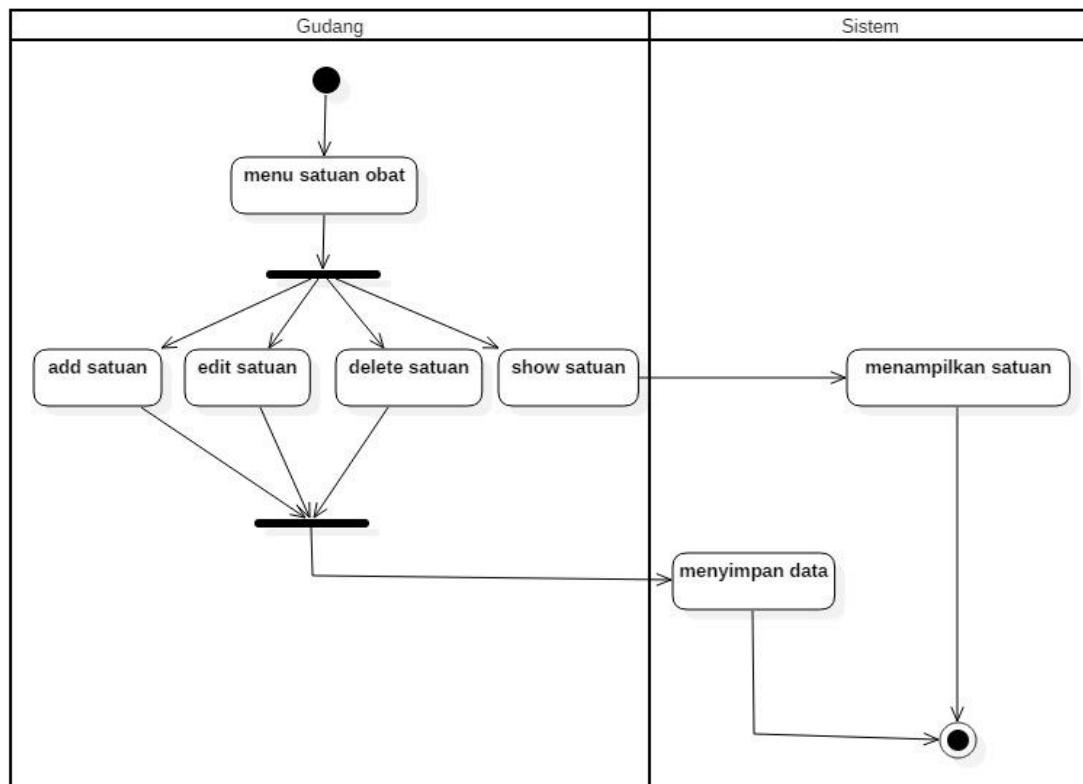 Gudang
Sistem
menu satuan obat
add satuan
edit satuan
delete satuan
show satuan
menampilkan satuan
menyimpan data